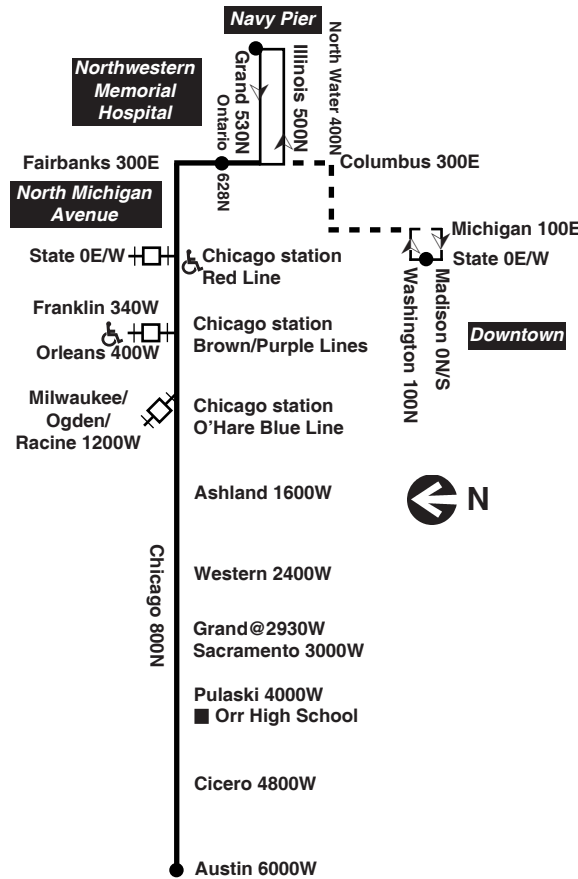 Navy Pier
Northwestern
Memorial
Hospital
Grand 530N
Illinois 500N
North Water 400N
Ontario
628N
Fairbanks 300E
Columbus 300E
North Michigan
Avenue
Michigan 100E
State 0E/W
Washington 100N
Madison 0N/S
Downtown
State 0E/W
Chicago station
Red Line
Franklin 340W
Orleans 400W
Chicago station
Brown/Purple Lines
Milwaukee/
Ogden/
Racine 1200W
Chicago station
O'Hare Blue Line
Ashland 1600W
N
Chicago 800N
Western 2400W
Grand@2930W
Sacramento 3000W
Pulaski 4000W
Orr High School
Cicero 4800W
Austin 6000W